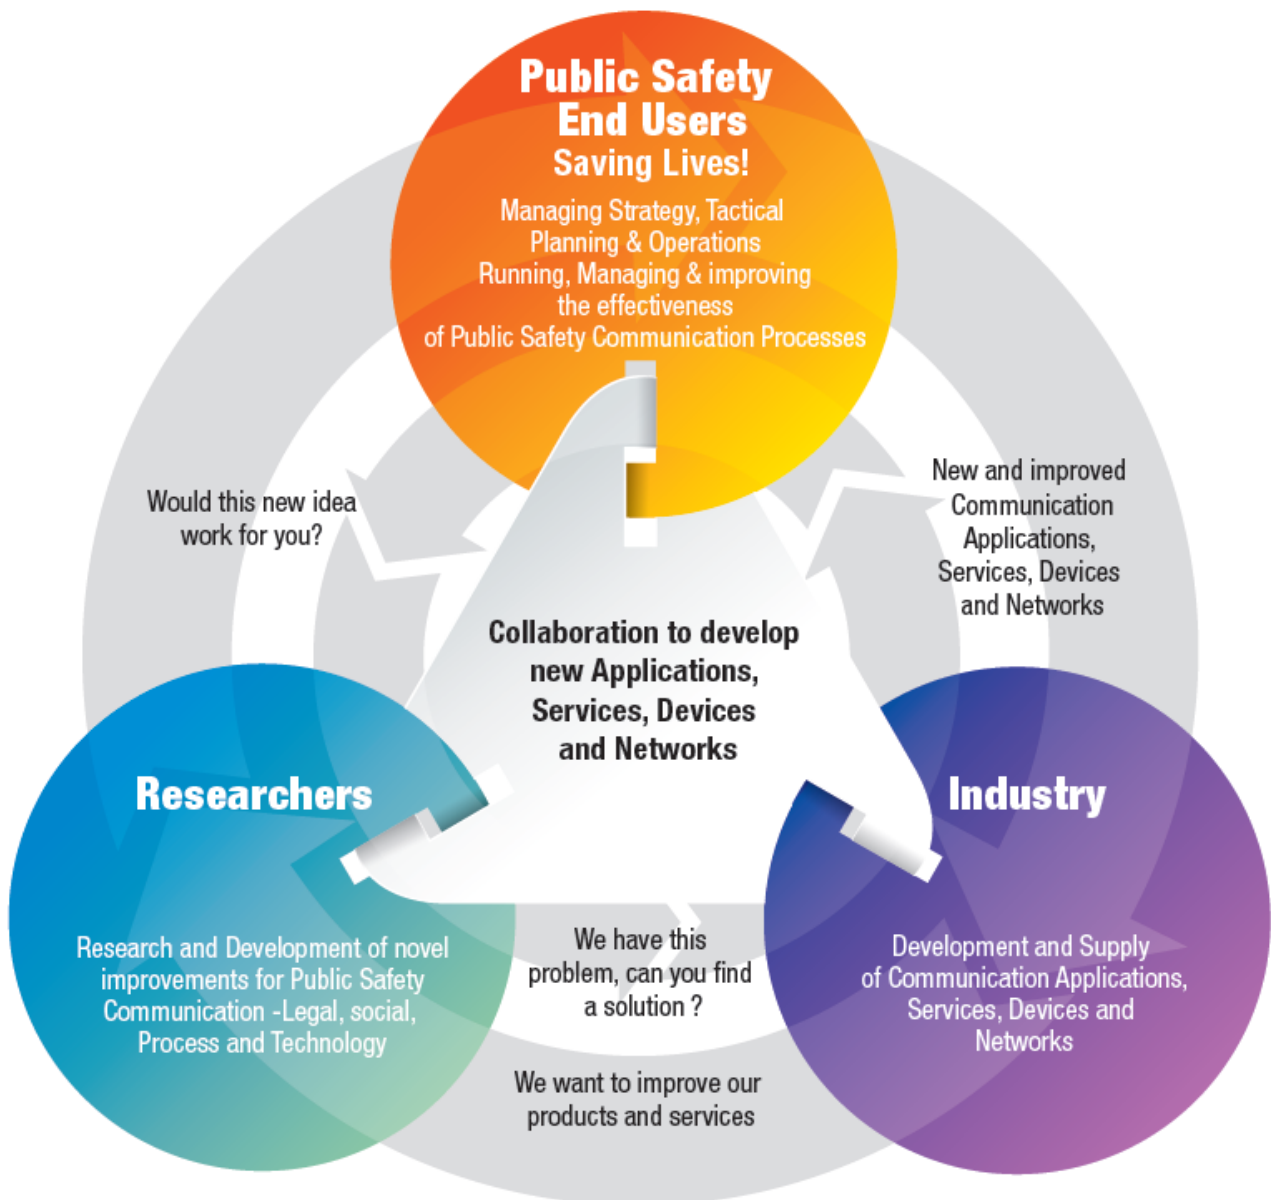 Public Safety
End Users
Saving Lives!
Managing Strategy, Tactical
Planning & Operations
Running, Managing & improving
the effectiveness
of Public Safety Communication Processes
Would this new idea
work for you?
New and improved
Communication
Applications,
Services, Devices
and Networks
Collaboration to develop
new Applications,
Services, Devices
and Networks
Researchers
Research and Development of novel
improvements for Public Safety
Communication -Legal, social,
Process and Technology
Industry
Development and Supply
of Communication Applications,
Services, Devices and
Networks
We have this
problem, can you find
a solution ?
We want to improve our
products and services